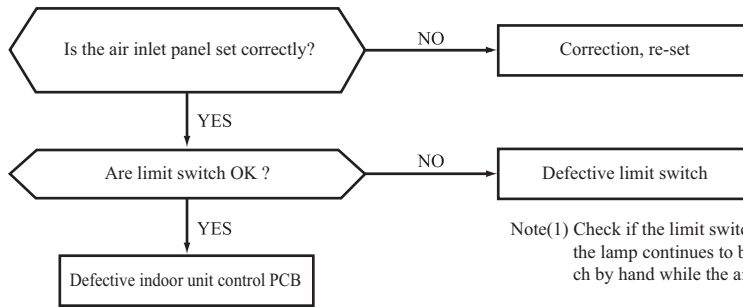 Is the air inlet panel set correctly?
NO
Correction, re-set
YES
Are limit switch OK ?
NO
Defective limit switch
YES
Defective indoor unit control PCB
Note(1) Check if the limit
the lamp continues to
ch by hand while the